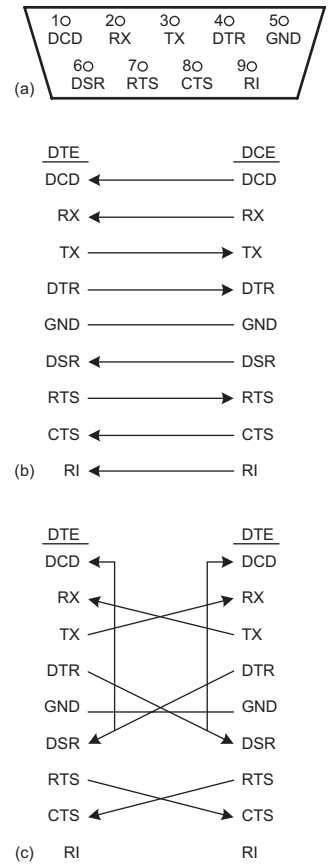 1 2 3 4 5
DCD RX TX DTR GND
6 7 8 9
DSR RTS CTS RI
(a)
DTE DCE
DCD DCD
RX RX
TX TX
DTR DTR
GND GND
DSR DSR
RTS RTS
CTS CTS
(b) RI RI
DTE DTE
DCD DCD
RX RX
TX TX
DTR DTR
GND GND
DSR DSR
RTS RTS
CTS CTS
(c) RI RI